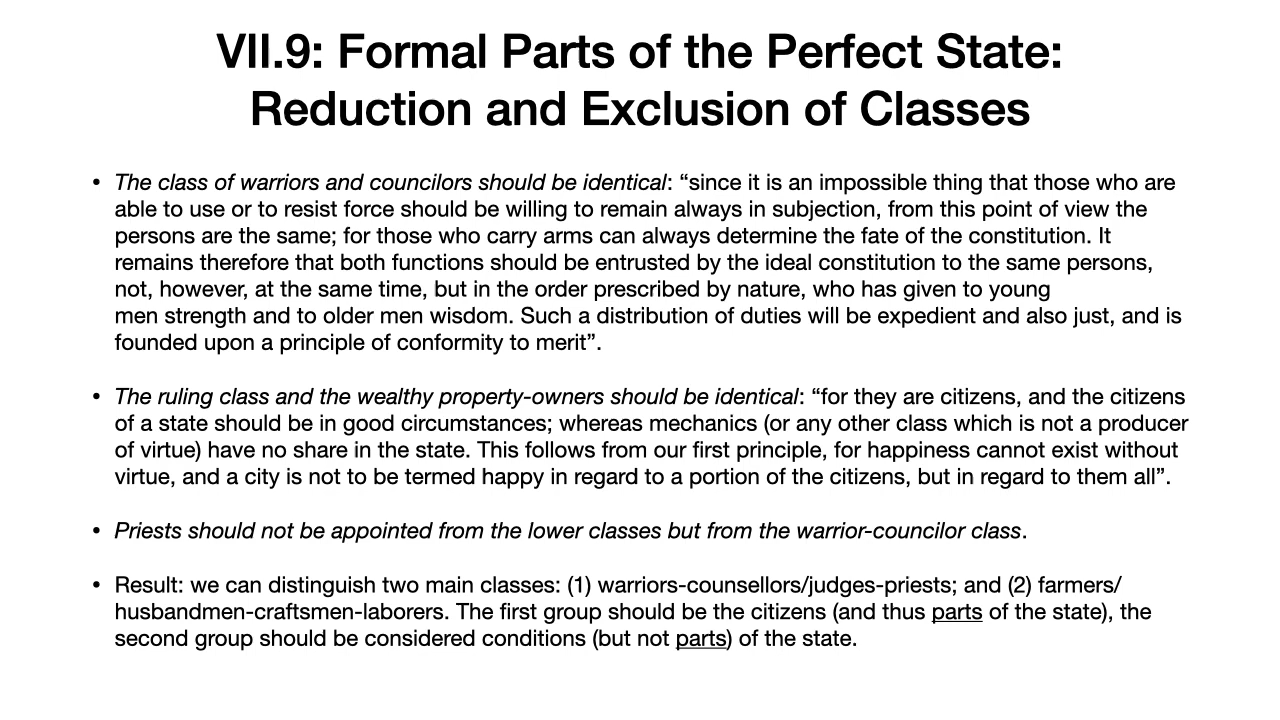 VII.9: Formal Parts of the Perfect State:
Reduction and Exclusion of Classes
• The class of warriors and councilors should be identical: “since it is an impossible thing that those who are
able to use or to resist force should be willing to remain always in subjection, from this point of view the
persons are the same; for those who carry arms can always determine the fate of the constitution. It
remains therefore that both functions should be entrusted by the ideal constitution to the same persons,
not, however, at the same time, but in the order prescribed by nature, who has given to young
men strength and to older men wisdom. Such a distribution of duties will be expedient and also just, and is
founded upon a principle of conformity to merit”.
• The ruling class and the wealthy property-owners should be identical: “for they are citizens, and the citizens
of a state should be in good circumstances; whereas mechanics (or any other class which is not a producer
of virtue) have no share in the state. This follows from our first principle, for happiness cannot exist without
virtue, and a city is not to be termed happy in regard to a portion of the citizens, but in regard to them all”.
• Priests should not be appointed from the lower classes but from the warrior-councilor class.
• Result: we can distinguish two main classes: (1) warriors-counsellors/judges-priests; and (2) farmers/
husbandmen-craftsmen-laborers. The first group should be the citizens (and thus parts of the state), the
second group should be considered conditions (but not parts) of the state.